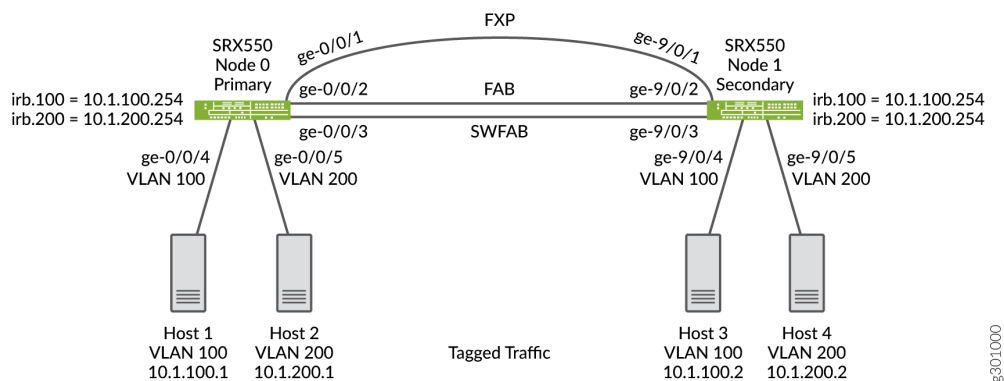 FXP
SRX550
Node 0
Primary
ge-0/0/1
ge-9/0/1
SRX550
Node 1
Secondary
irb.100 = 10.1.100.254
irb.200 = 10.1.200.254
ge-0/0/2
FAB
ge-9/0/2
irb.100 = 10.1.100.254
irb.200 = 10.1.200.254
ge-0/0/3
SWFAB
ge-9/0/3
ge-0/0/4
VLAN 100
ge-0/0/5
VLAN 200
ge-9/0/4
VLAN 100
ge-9/0/5
VLAN 200
Host 1
VLAN 100
10.1.100.1
Host 2
VLAN 200
10.1.200.1
Tagged Traffic
Host 3
VLAN 100
10.1.100.2
Host 4
VLAN 200
10.1.200.2
g301000